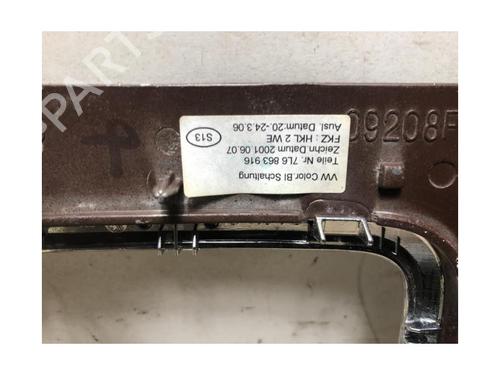 VW Color.Bl Schaltung
Teile Nr. 7L6 863 916
Zeichn.Datum 2001.06.07
FKZ : HKL 2 WE
Ausl. Datum:20.-24.3.06
S13
09208F